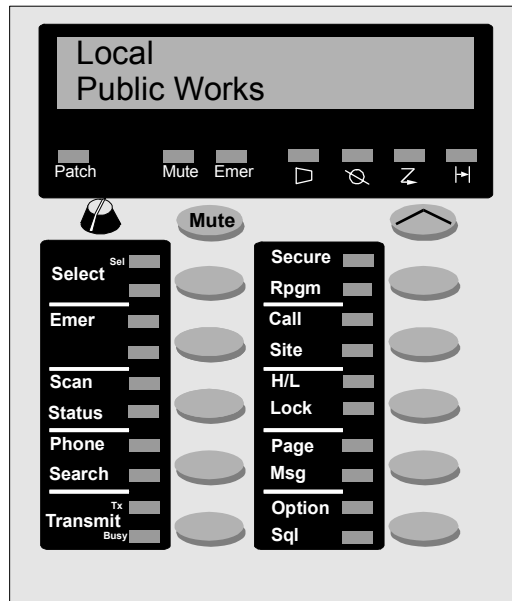 Local
Public Works
Patch Mute Emer
Mute
Sel
Select
Emer
Scan
Status
Phone
Search
Tx
Transmit
Busy
Secure
Rpgm
Call
Site
H/L
Lock
Page
Msg
Option
Sql